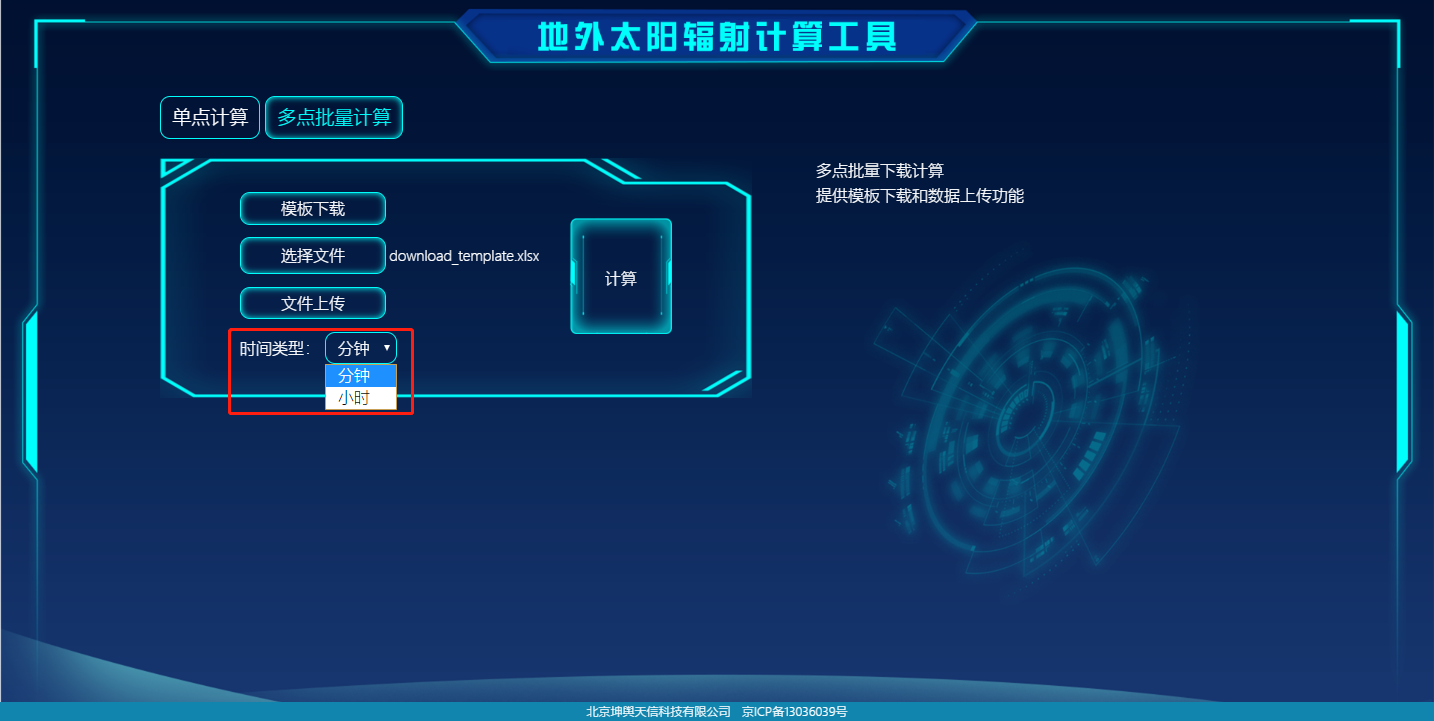 地外太阳辐射计算工具
单点计算 多点批量计算
模板下载
选择文件 download_template.xlsx
文件上传
时间类型： 分钟
分钟
小时
计算
多点批量下载计算
提供模板下载和数据上传功能
北京坤舆天信科技有限公司 京ICP备13036039号